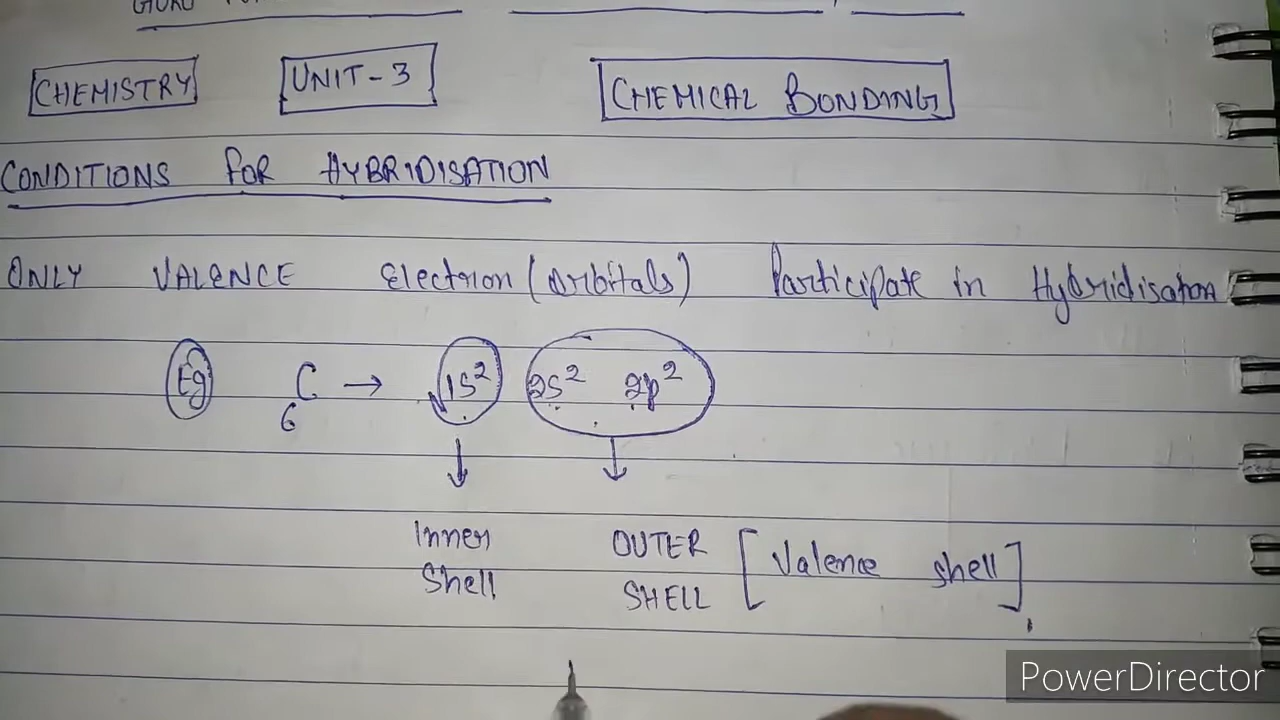 CHEMISTRY UNIT-3 CHEMICAL BONDING
CONDITIONS FOR HYBRIDISATION
ONLY VALENCE Electron (orbitals) Participate in Hybridisation
Eg ₆C → 1s² 2s² 2p²
Inner OUTER [Valence shell]
Shell SHELL
PowerDirector